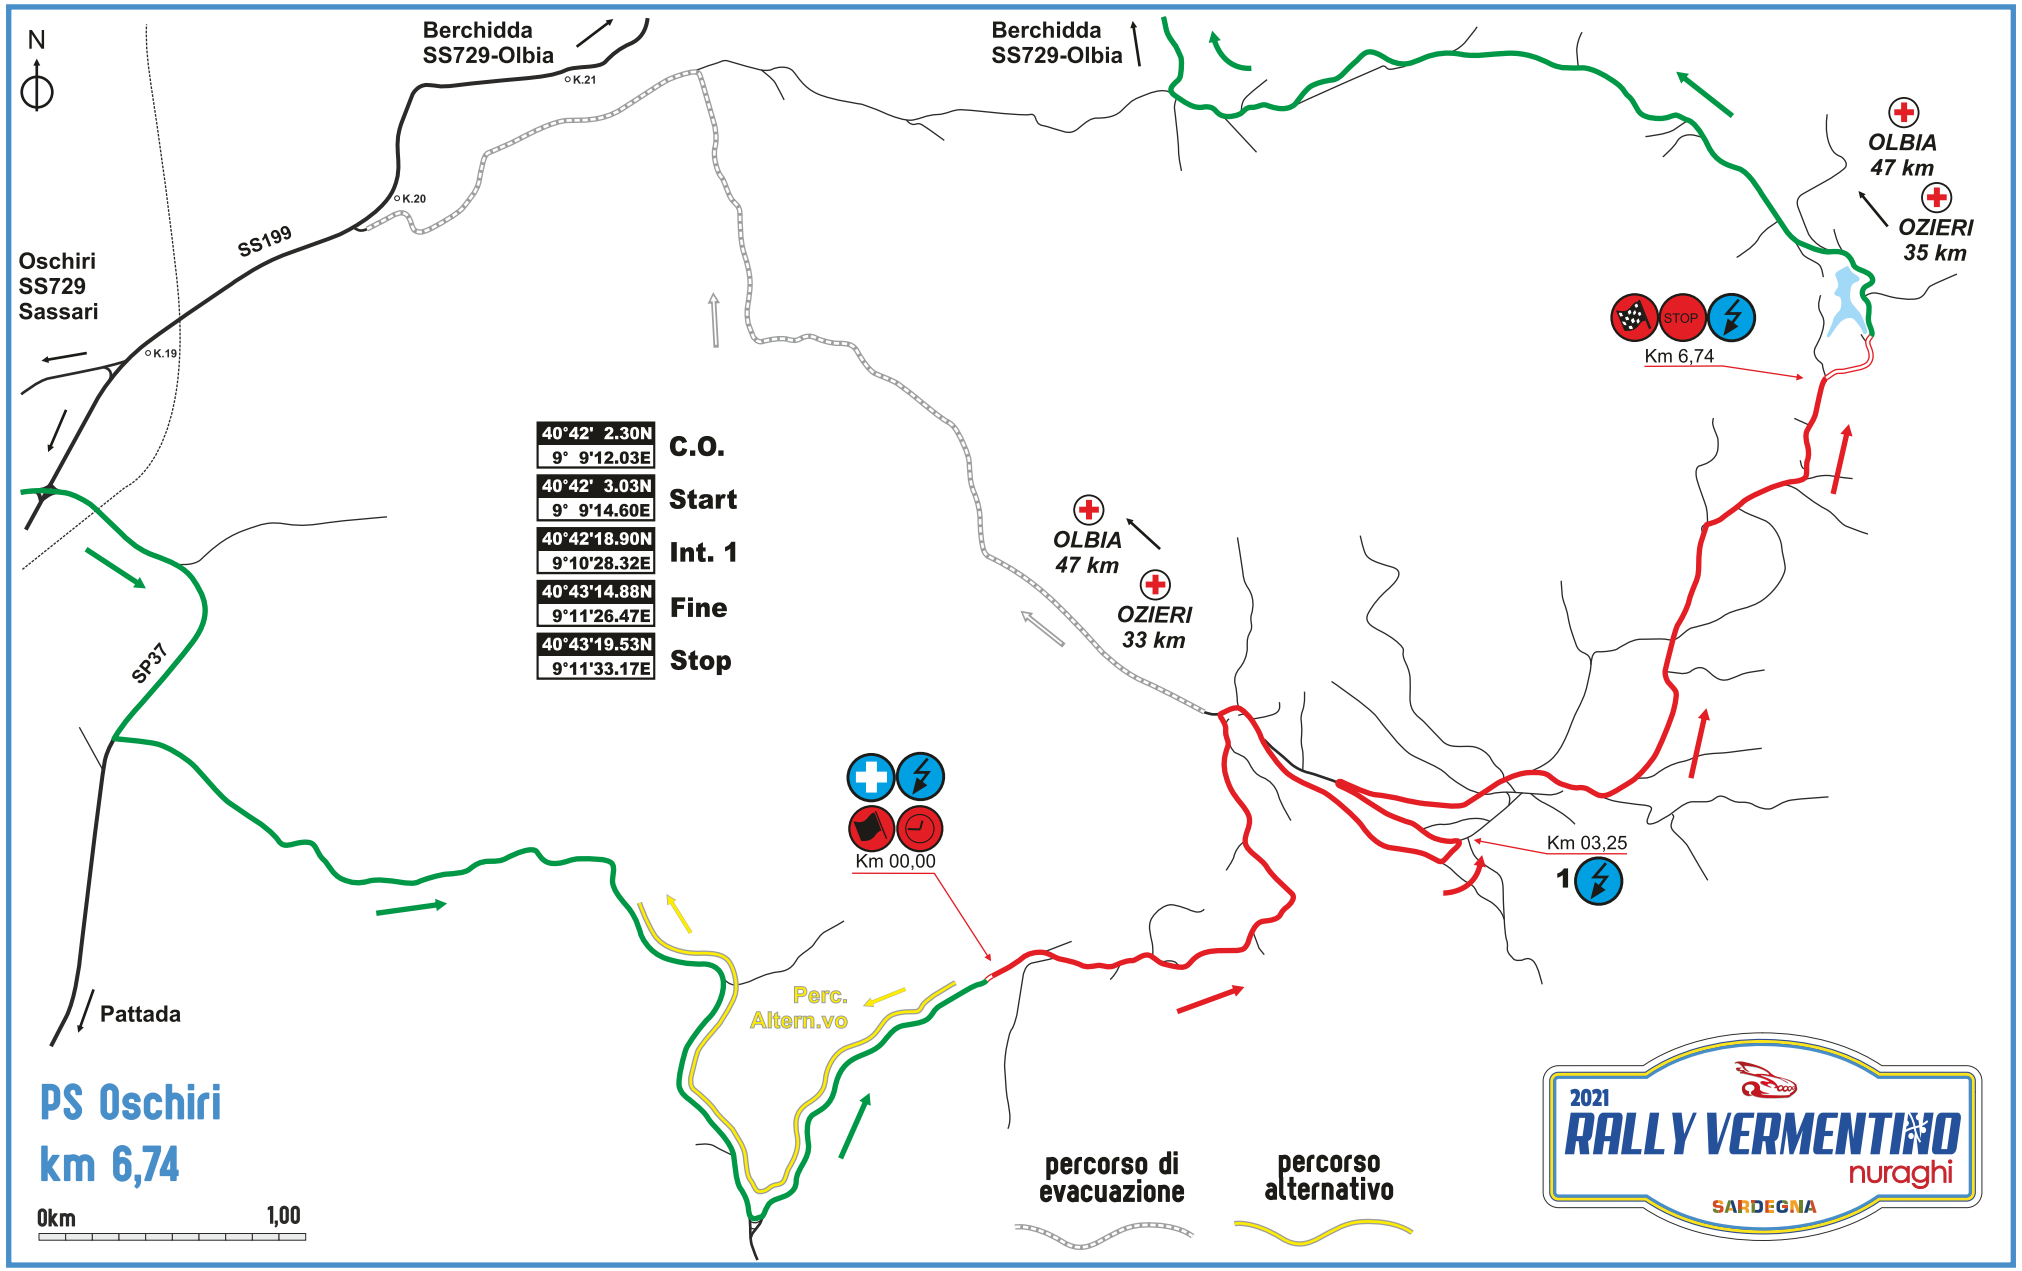 N
Berchidda
SS729-Olbia
K.21
K.20
SS199
Oschiri
SS729
Sassari
K.19
Berchidda
SS729-Olbia
OLBIA
47 km
OZIERI
35 km
STOP
Km 6,74
40°42' 2.30N
9° 9'12.03E
C.O.
40°42' 3.03N
9° 9'14.60E
Start
40°42'18.90N
9°10'28.32E
Int. 1
40°43'14.88N
9°11'26.47E
Fine
40°43'19.53N
9°11'33.17E
Stop
OLBIA
47 km
OZIERI
33 km
SP37
Km 00,00
Km 03,25
1
Perc.
Altern.vo
Pattada
PS Oschiri
km 6,74
0km 1,00
percorso di
evacuazione
percorso
alternativo
2021
RALLY VERMENTINO
nuraghi
SARDEGNA